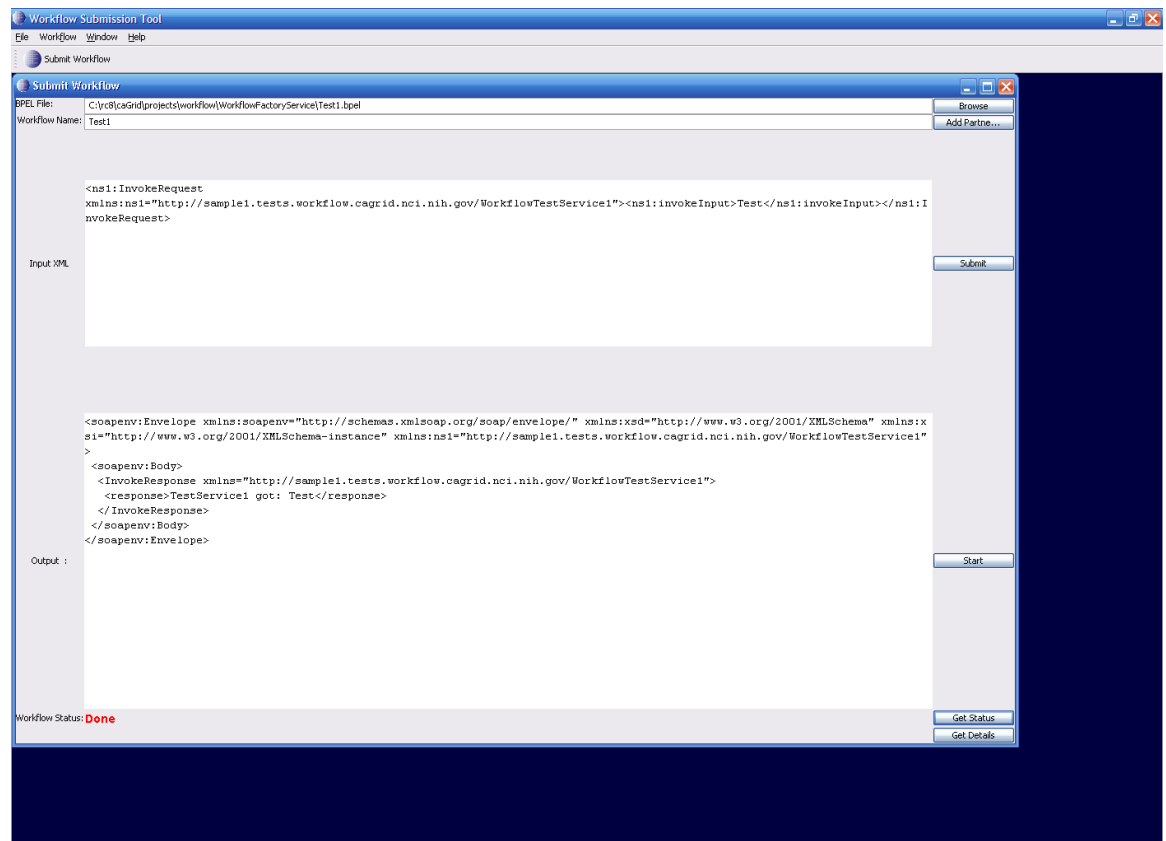 Workflow Submission Tool
File Workflow Window Help
Submit Workflow
Submit Workflow
BPEL File: C:\rc8\caGrid\projects\workflow\WorkflowFactoryService\Test1.bpel Browse
Workflow Name: Test1 Add Partne...
<ns1:InvokeRequest
xmlns:ns1="http://sample1.tests.workflow.cagrid.nci.nih.gov/WorkflowTestService1"><ns1:invokeInput>Test</ns1:invokeInput></ns1:I
nvokeRequest>
Input XML Submit
<soapenv:Envelope xmlns:soapenv="http://schemas.xmlsoap.org/soap/envelope/" xmlns:xsd="http://www.w3.org/2001/XMLSchema" xmlns:x
si="http://www.w3.org/2001/XMLSchema-instance" xmlns:ns1="http://sample1.tests.workflow.cagrid.nci.nih.gov/WorkflowTestService1"
>
<soapenv:Body>
<InvokeResponse xmlns="http://sample1.tests.workflow.cagrid.nci.nih.gov/WorkflowTestService1">
<response>TestService1 got: Test</response>
</InvokeResponse>
</soapenv:Body>
</soapenv:Envelope>
Output : Start
Workflow Status: Done Get Status
Get Details